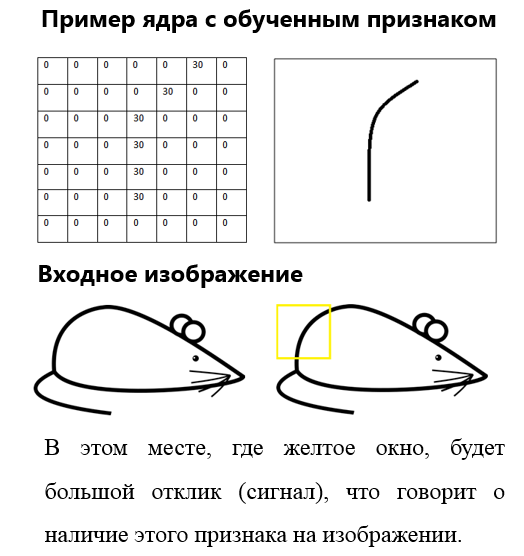 Пример ядра с обученным признаком
0 0 0 0 0 30 0
0 0 0 0 30 0 0
0 0 0 30 0 0 0
0 0 0 30 0 0 0
0 0 0 30 0 0 0
0 0 0 30 0 0 0
0 0 0 0 0 0 0
Входное изображение
В этом месте, где желтое окно, будет
большой отклик (сигнал), что говорит о
наличие этого признака на изображении.